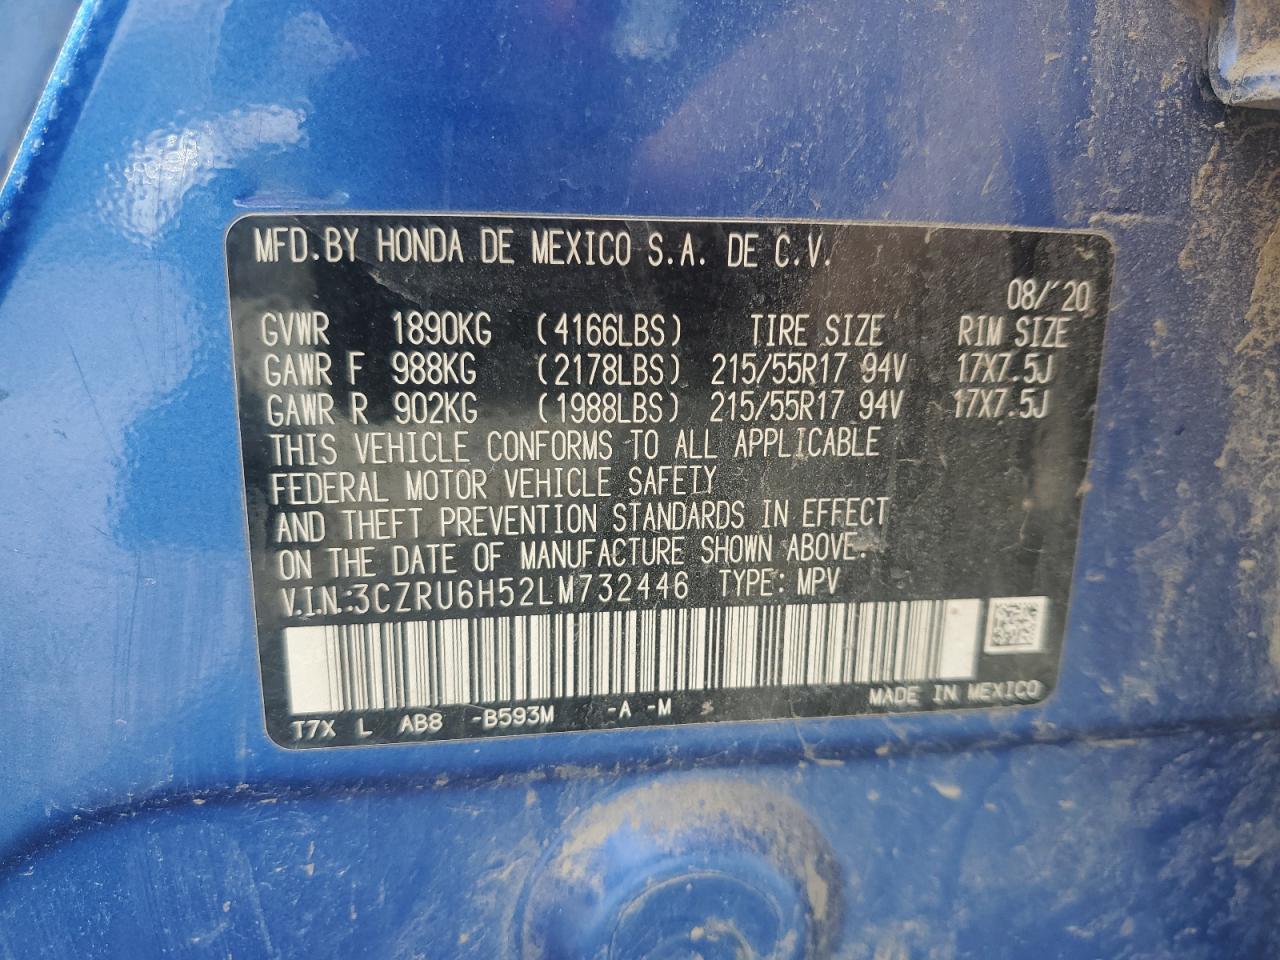 MFD.BY HONDA DE MEXICO S.A. DE C.V.
08/'20
GVWR 1890KG (4166LBS) TIRE SIZE RIM SIZE
GAWR F 988KG (2178LBS) 215/55R17 94V 17X7.5J
GAWR R 902KG (1988LBS) 215/55R17 94V 17X7.5J
THIS VEHICLE CONFORMS TO ALL APPLICABLE
FEDERAL MOTOR VEHICLE SAFETY
AND THEFT PREVENTION STANDARDS IN EFFECT
ON THE DATE OF MANUFACTURE SHOWN ABOVE.
V.I.N.:3CZRU6H52LM732446 TYPE: MPV
MADE IN MEXICO
T7X L AB8 -B593M -A -M